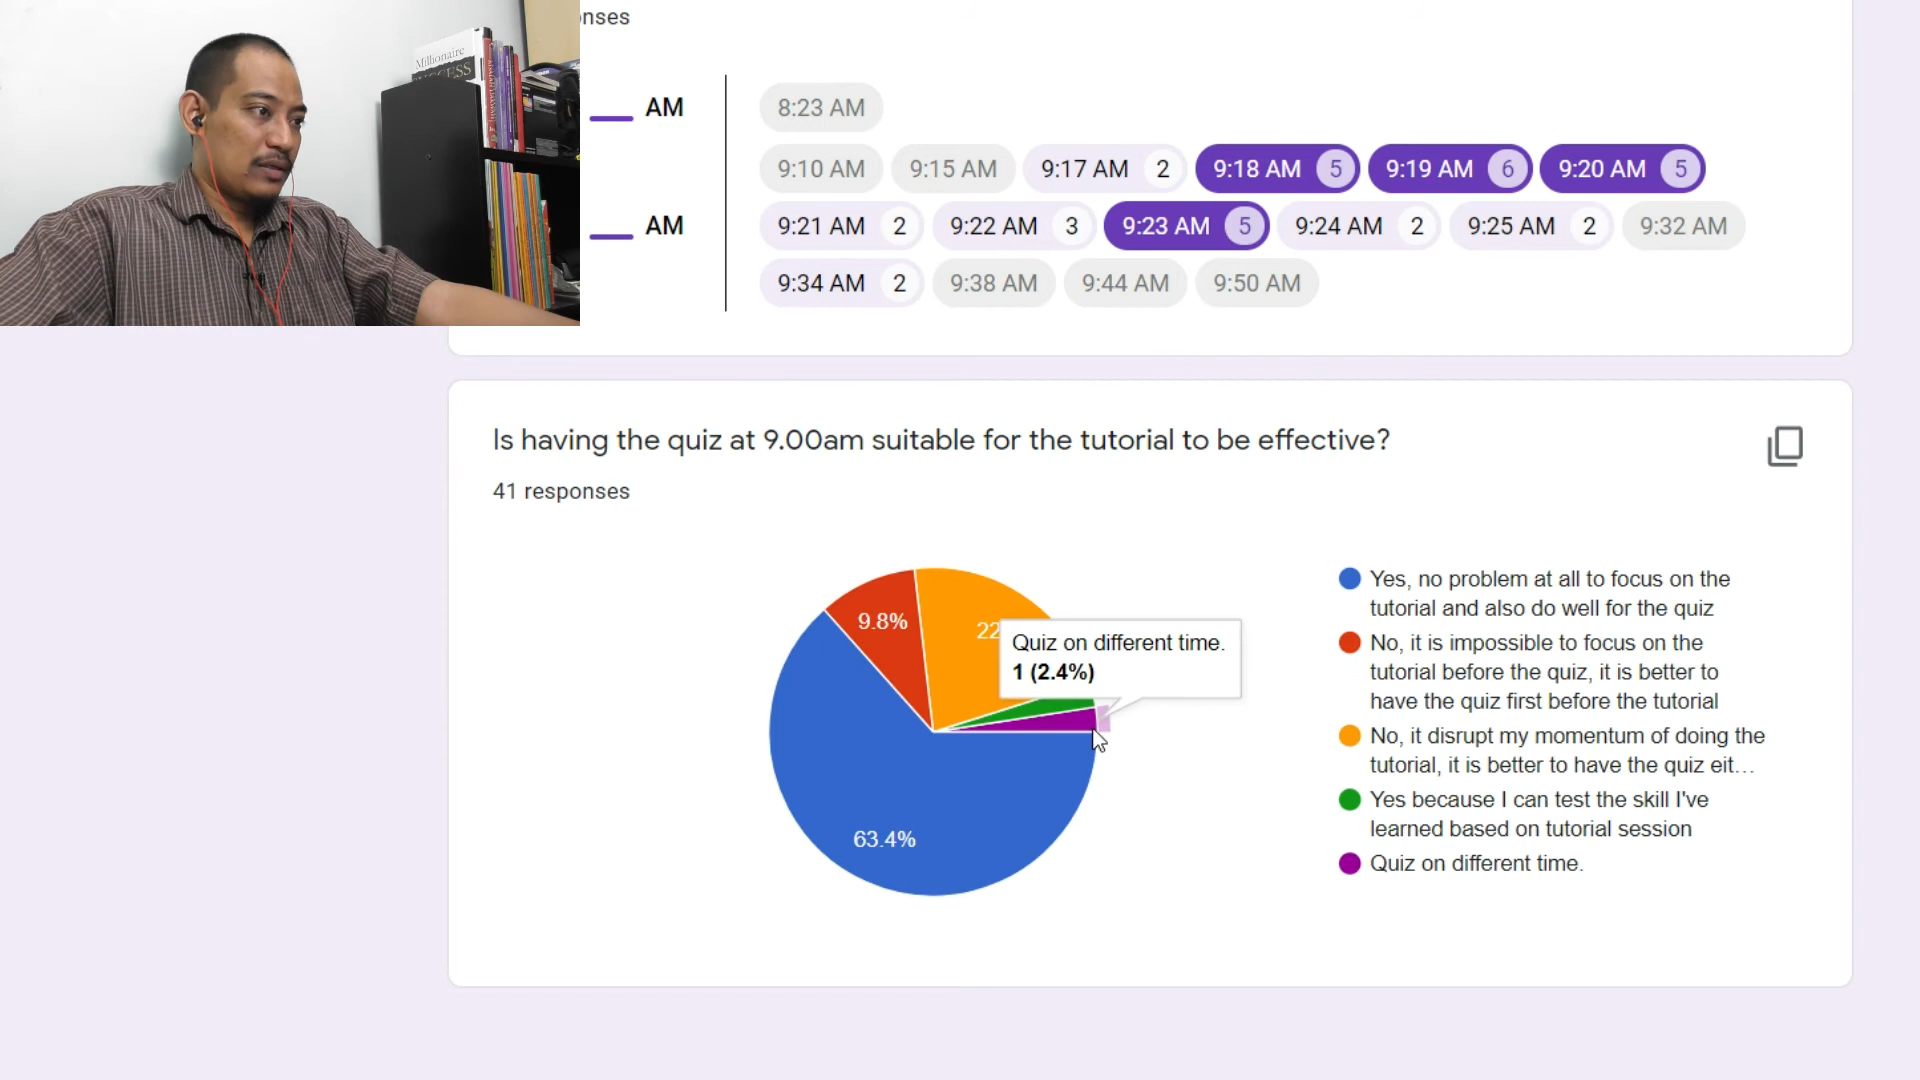 Millionaire
SUCCESS
nses
AM
8:23 AM
9:10 AM 9:15 AM 9:17 AM 2 9:18 AM 5 9:19 AM 6 9:20 AM 5
AM
9:21 AM 2 9:22 AM 3 9:23 AM 5 9:24 AM 2 9:25 AM 2 9:32 AM
9:34 AM 2 9:38 AM 9:44 AM 9:50 AM
Is having the quiz at 9.00am suitable for the tutorial to be effective?
41 responses
9.8%
22
63.4%
Quiz on different time.
1 (2.4%)
Yes, no problem at all to focus on the
tutorial and also do well for the quiz
No, it is impossible to focus on the
tutorial before the quiz, it is better to
have the quiz first before the tutorial
No, it disrupt my momentum of doing the
tutorial, it is better to have the quiz eit...
Yes because I can test the skill I've
learned based on tutorial session
Quiz on different time.